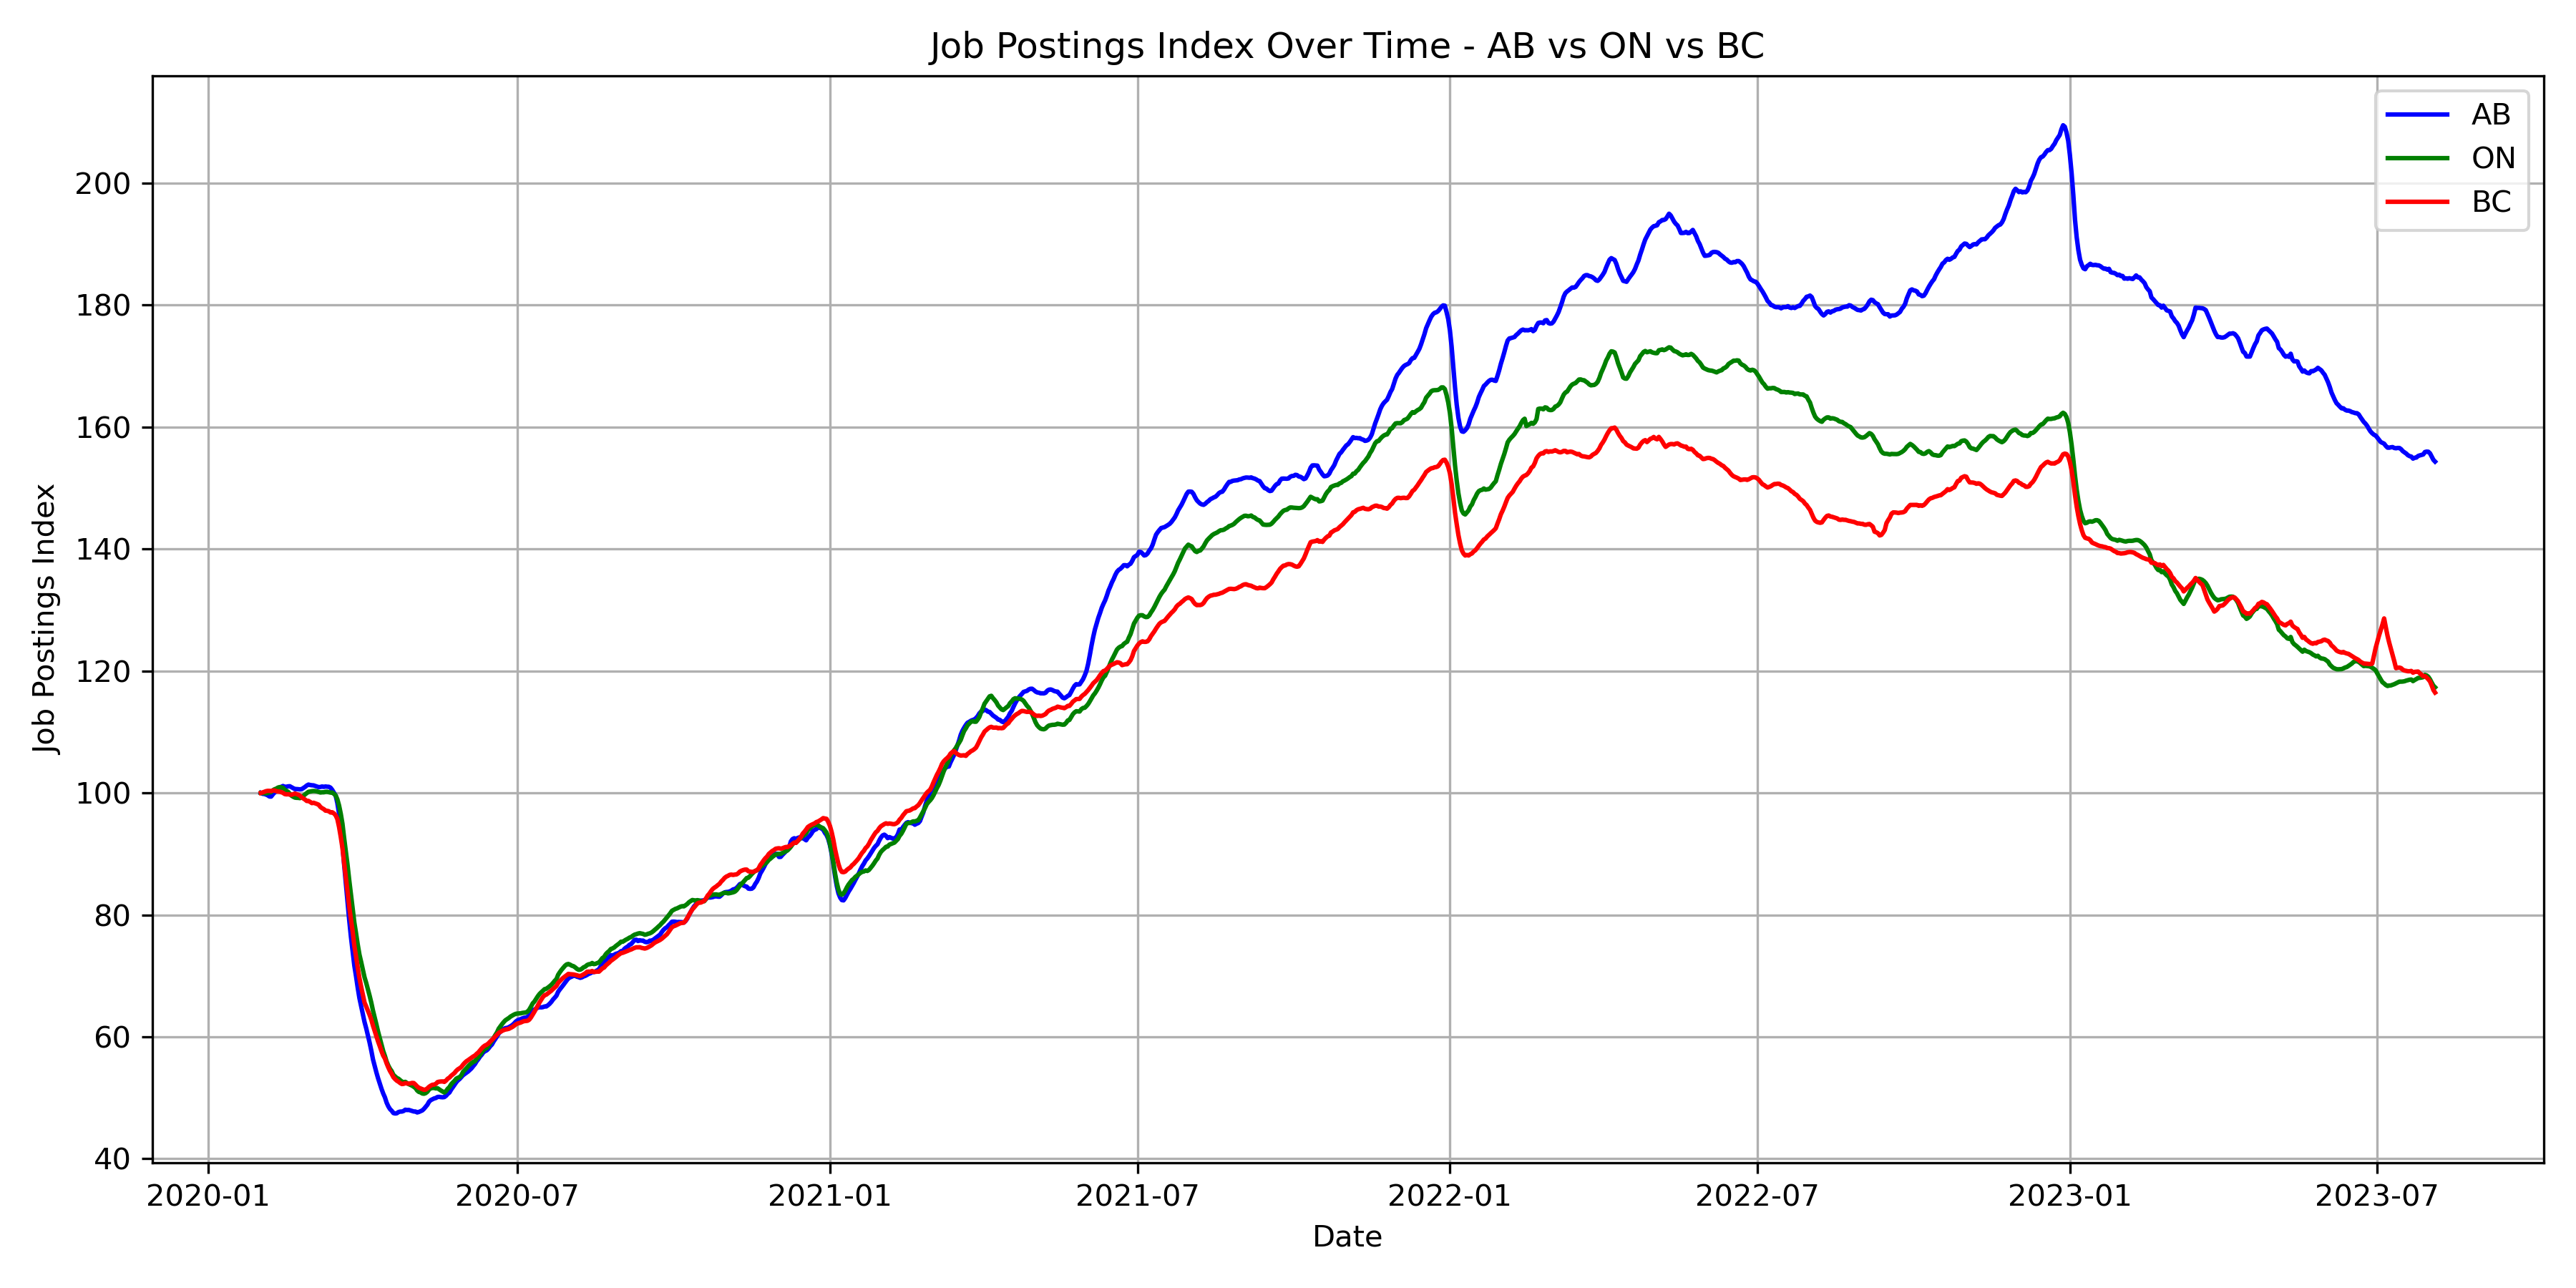 Job Postings Index Over Time - AB vs ON vs BC
AB
ON
BC
Job Postings Index
200
180
160
140
120
100
80
60
40
2020-01 2020-07 2021-01 2021-07 2022-01 2022-07 2023-01 2023-07
Date